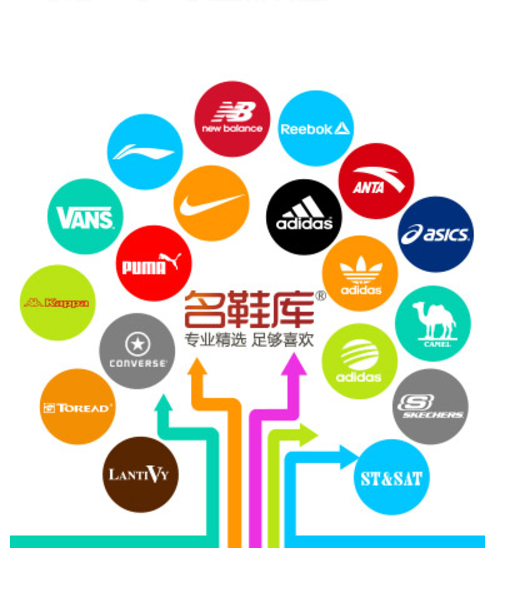 new balance
Reebok
ANTA
VANS
adidas
asics
PUMA
adidas
Kappa
名鞋库®
CAMEL
专业精选 足够喜欢
CONVERSE
adidas
TOREAD
SKECHERS
LANTIVY
ST&SAT